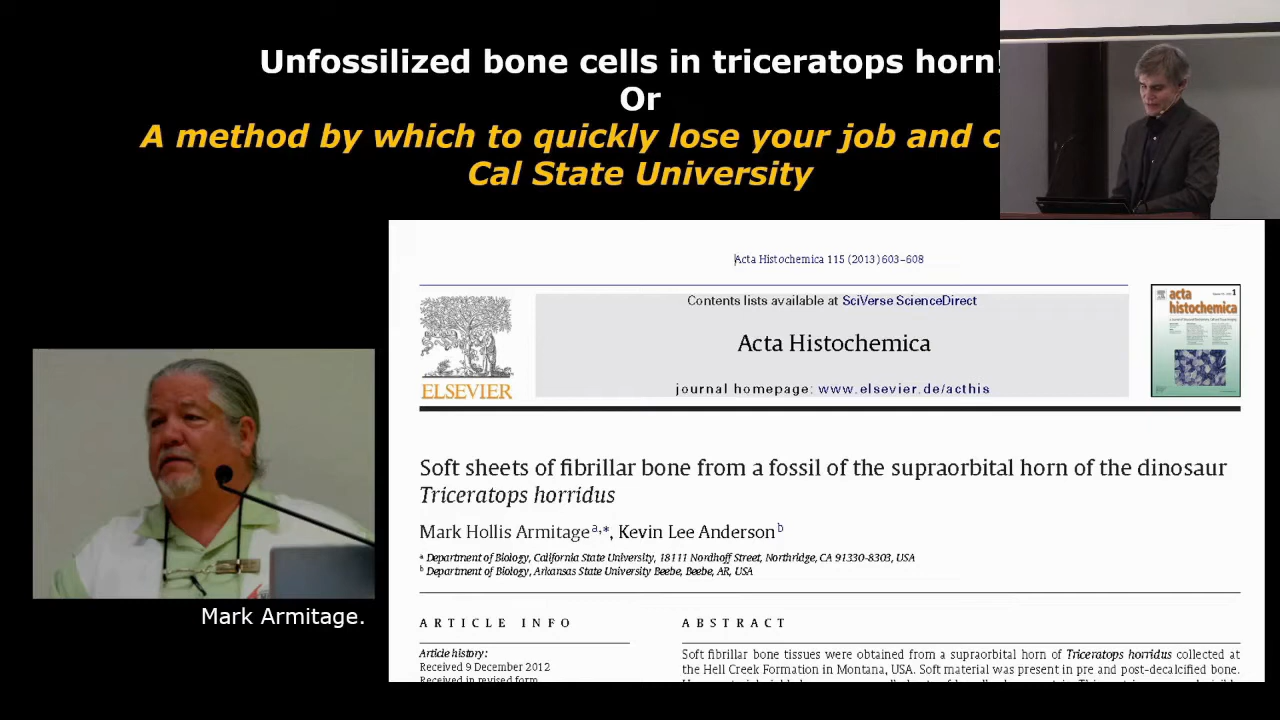 Unfossilized bone cells in triceratops horn!
Or
A method by which to quickly lose your job and
Cal State University
Acta Histochemica 115 (2013) 603–608
Contents lists available at SciVerse ScienceDirect
Acta Histochemica
journal homepage: www.elsevier.de/acthis
ELSEVIER
acta
histochemica
Soft sheets of fibrillar bone from a fossil of the supraorbital horn of the dinosaur
Triceratops horridus
Mark Hollis Armitage a,*, Kevin Lee Anderson b
a Department of Biology, California State University, 18111 Nordhoff Street, Northridge, CA 91330-8303, USA
b Department of Biology, Arkansas State University Beebe, Beebe, AR, USA
Mark Armitage.
ARTICLE INFO
Article history:
Received 9 December 2012
Received in revised form
ABSTRACT
Soft fibrillar bone tissues were obtained from a supraorbital horn of Triceratops horridus collected at
the Hell Creek Formation in Montana, USA. Soft material was present in pre and post-decalcified bone.